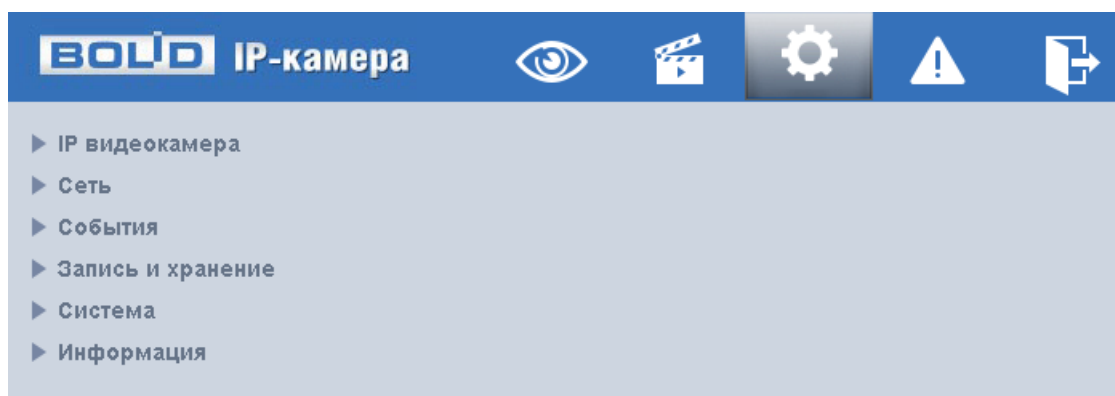 BOLID IP-камера
IP видеокамера
Сеть
События
Запись и хранение
Система
Информация